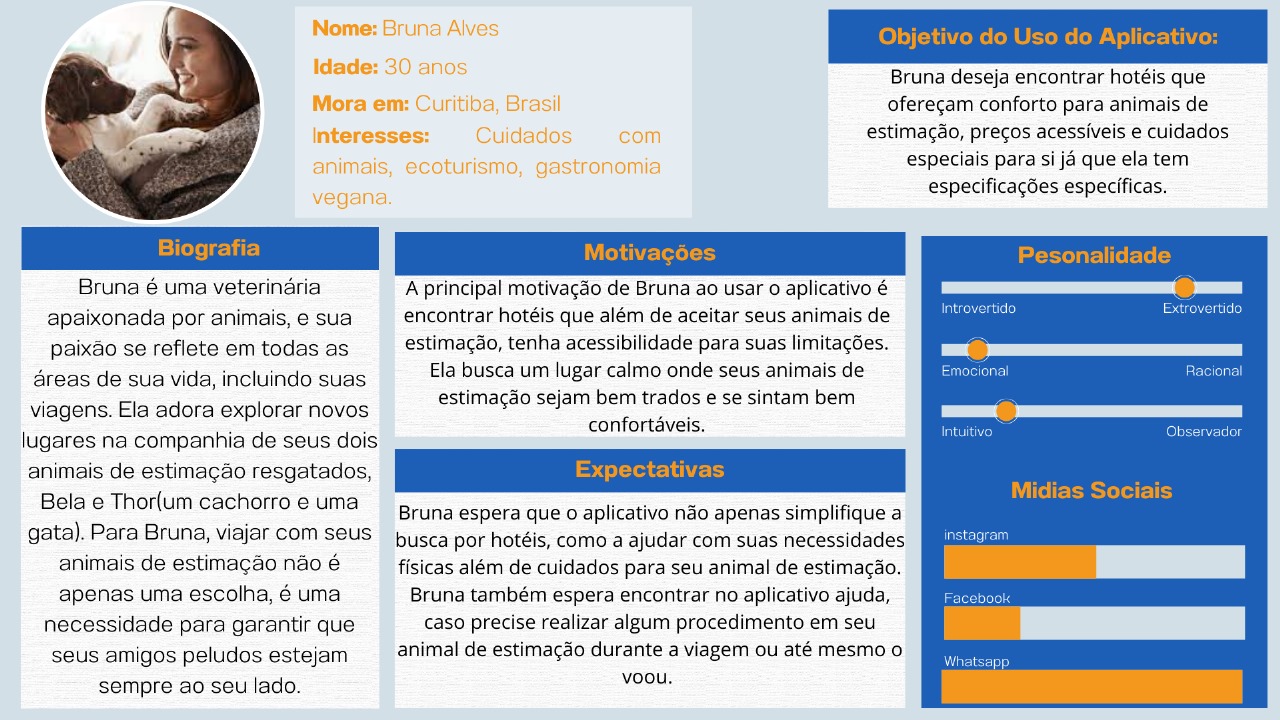 Nome: Bruna Alves
Idade: 30 anos
Mora em: Curitiba, Brasil
Interesses: Cuidados com
animais, ecoturismo, gastronomia
vegana.
Objetivo do Uso do Aplicativo:
Bruna deseja encontrar hotéis que
ofereçam conforto para animais de
estimação, preços acessíveis e cuidados
especiais para si já que ela tem
especificações específicas.
Biografia
Bruna é uma veterinária
apaixonada por animais, e sua
paixão se reflete em todas as
áreas de sua vida, incluindo suas
viagens. Ela adora explorar novos
lugares na companhia de seus dois
animais de estimação resgatados,
Bela e Thor(um cachorro e uma
gata). Para Bruna, viajar com seus
animais de estimação não é
apenas uma escolha, é uma
necessidade para garantir que
seus amigos peludos estejam
sempre ao seu lado.
Motivações
A principal motivação de Bruna ao usar o aplicativo é
encontrar hotéis que além de aceitar seus animais de
estimação, tenha acessibilidade para suas limitações.
Ela busca um lugar calmo onde seus animais de
estimação sejam bem trados e se sintam bem
confortáveis.
Expectativas
Bruna espera que o aplicativo não apenas simplifique a
busca por hotéis, como a ajudar com suas necessidades
físicas além de cuidados para seu animal de estimação.
Bruna também espera encontrar no aplicativo ajuda,
caso precise realizar algum procedimento em seu
animal de estimação durante a viagem ou até mesmo o
voou.
Pesonalidade
Introvertido Extrovertido
Emocional Racional
Intuitivo Observador
Midias Sociais
instagram
Facebook
Whatsapp